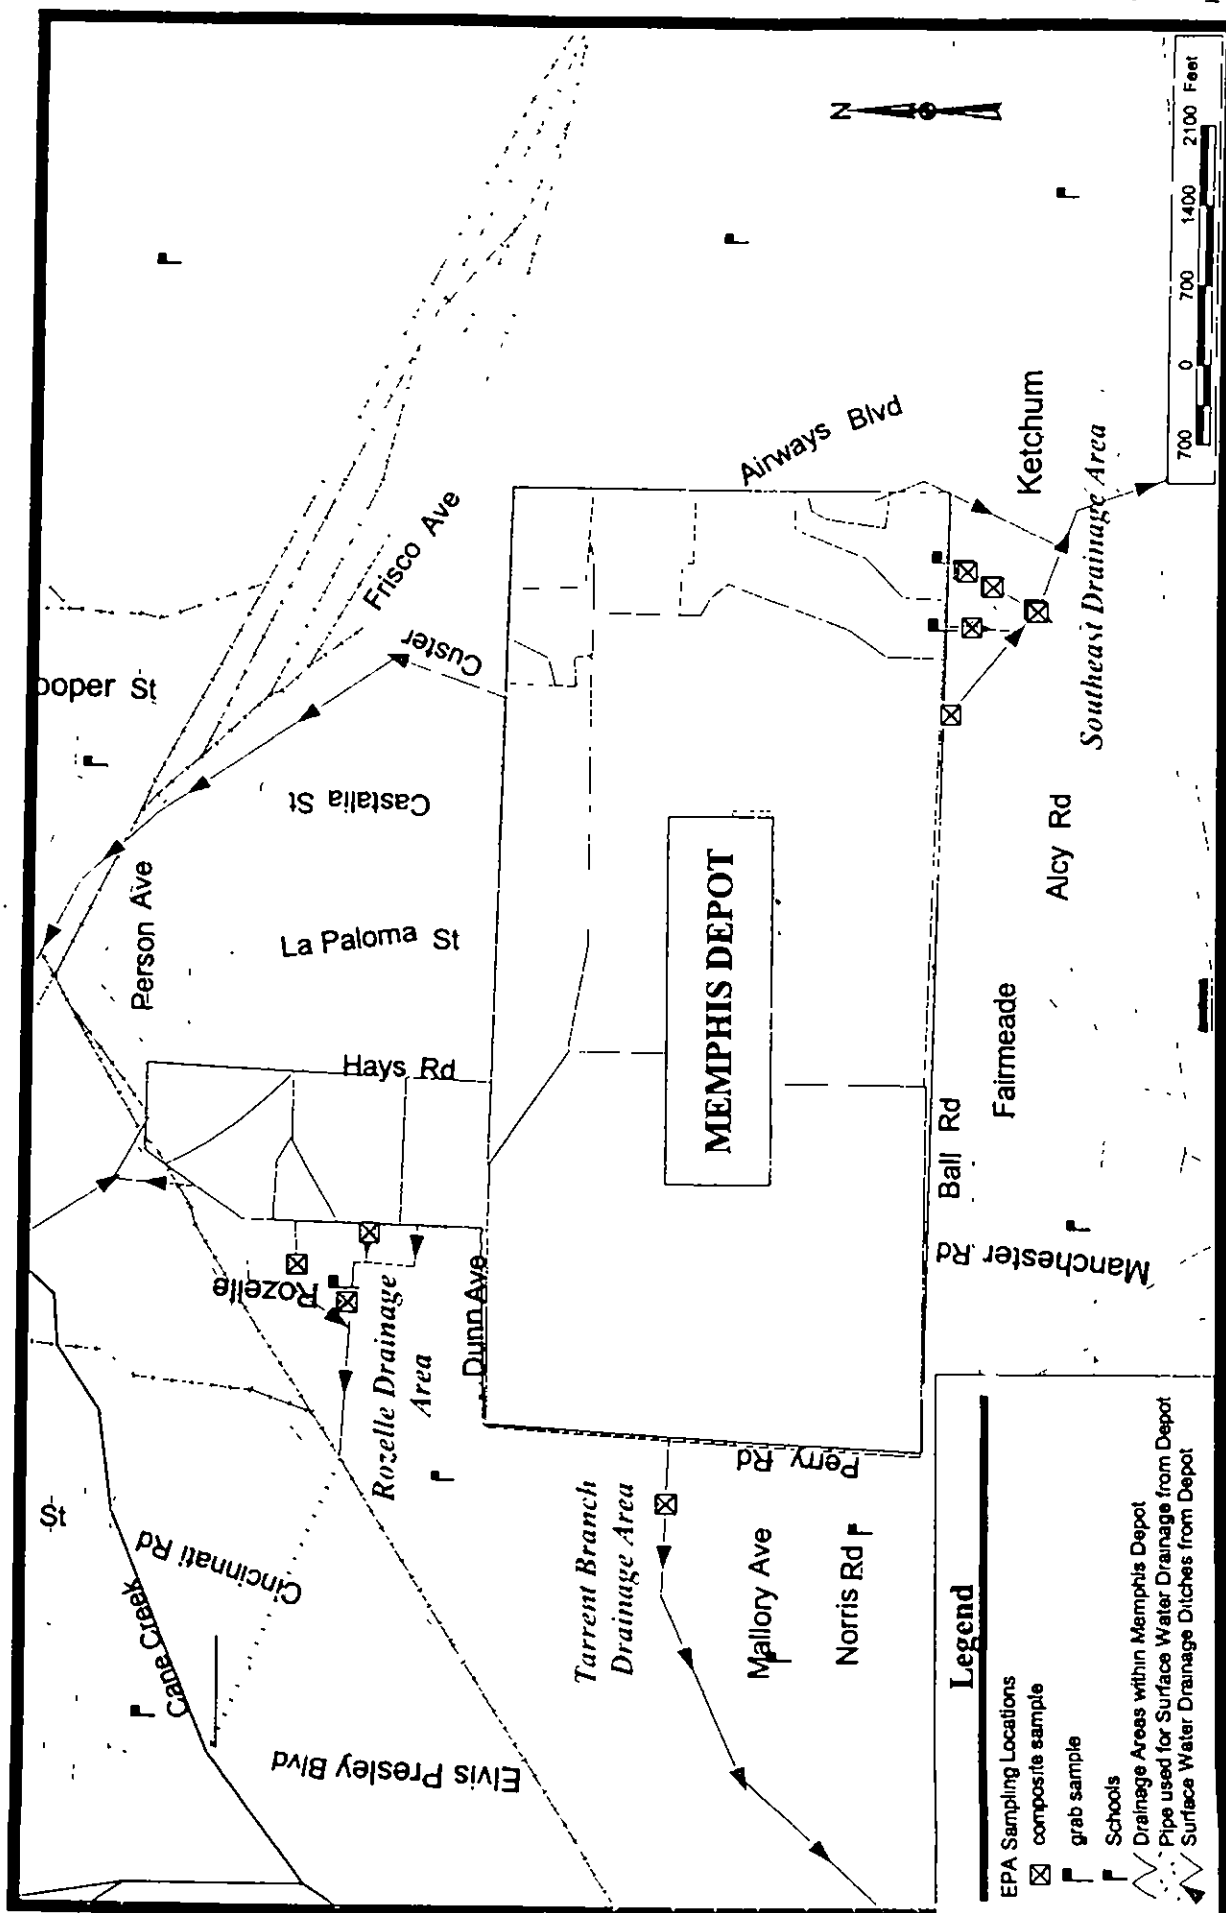 N
ooper St
Frisco Ave
Custer
Castalia St
Person Ave
La Paloma St
Hays Rd
Airways Blvd
Ketchum
Southeast Drainage Area
MEMPHIS DEPOT
Alcy Rd
Fairmeade
Ball Rd
Manchester Rd
Dunn Ave
Rozelle
Rozelle Drainage
Area
Perry Rd
Tarrent Branch
Drainage Area
Mallory Ave
Norris Rd
St
Cincinnati Rd
Cane Creek
Elvis Presley Blvd
Legend
EPA Sampling Locations
composite sample
grab sample
Schools
Drainage Areas within Memphis Depot
Pipe used for Surface Water Drainage from Depot
Surface Water Drainage Ditches from Depot
700 0 700 1400 2100 Feet